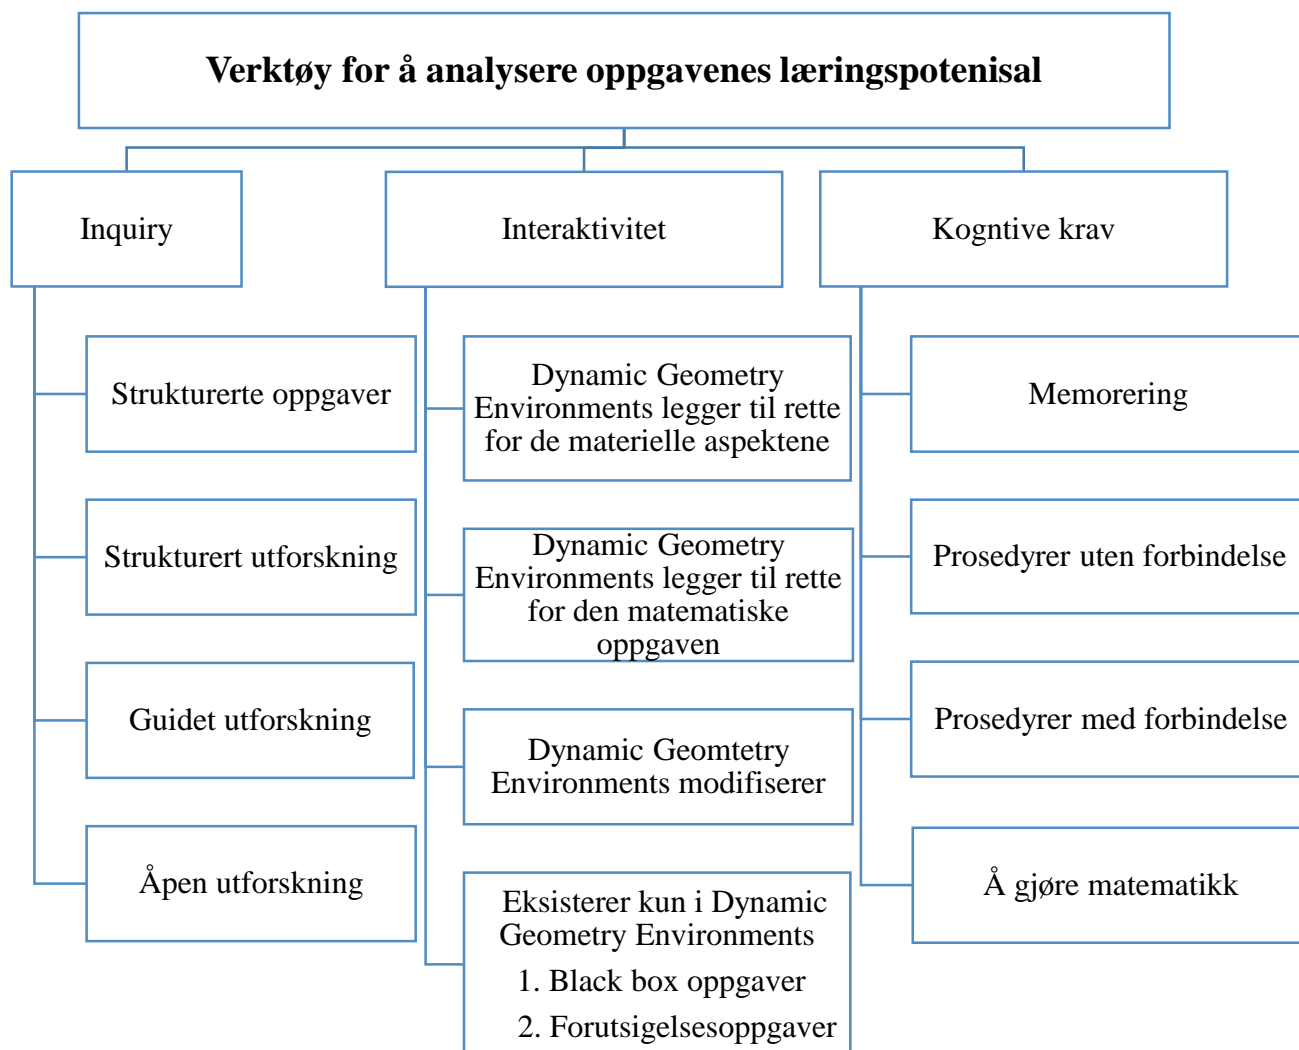 Verktøy for å analysere oppgavenes læringspotenisal
Inquiry
Strukturerte oppgaver
Strukturert utforskning
Guidet utforskning
Åpen utforskning
Interaktivitet
Dynamic Geometry
Environments legger til rette
for de materielle aspektene
Dynamic Geometry
Environments legger til rette
for den matematiske
oppgaven
Dynamic Geomtetry
Environments modifiserer
Eksisterer kun i Dynamic
Geometry Environments
1. Black box oppgaver
2. Forutsigelsesoppgaver
Kogntive krav
Memorering
Prosedyrer uten forbindelse
Prosedyrer med forbindelse
Å gjøre matematikk